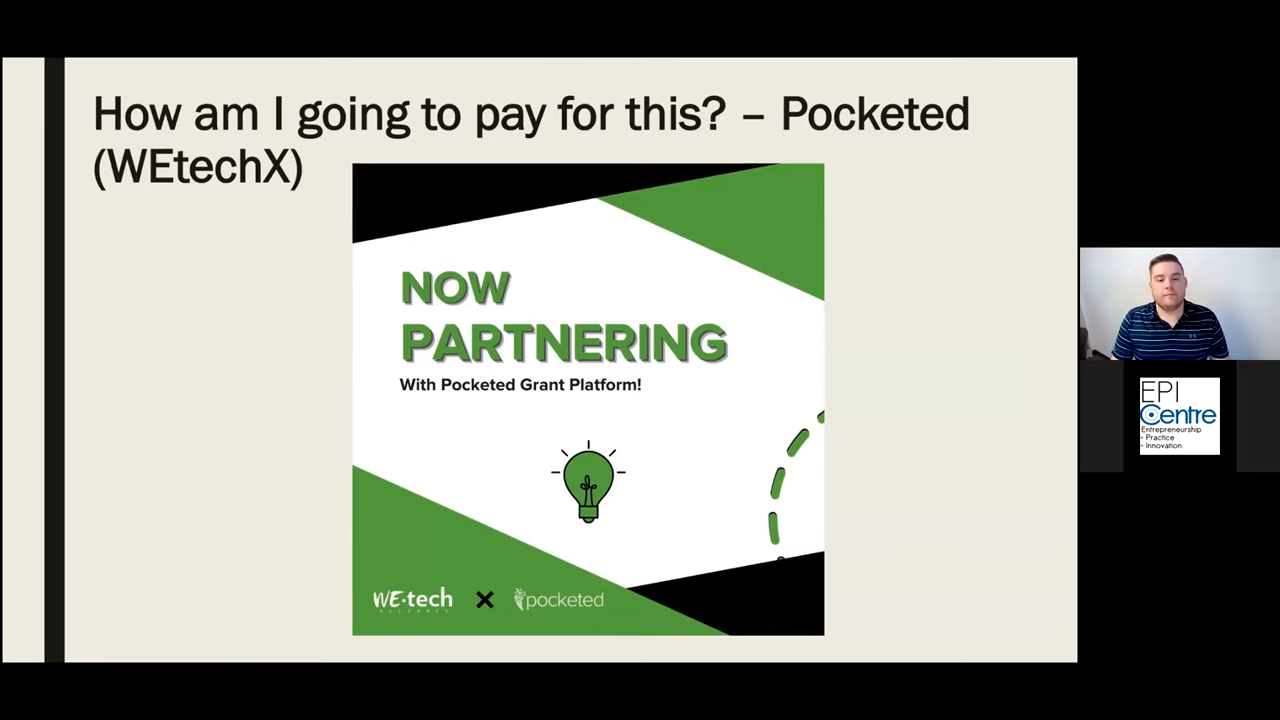 How am I going to pay for this? – Pocketed
(WEtechX)
NOW
PARTNERING
With Pocketed Grant Platform!
WE·tech
ALLIANCE
X
pocketed
EPI
Centre
Entrepreneurship
- Practice
- Innovation